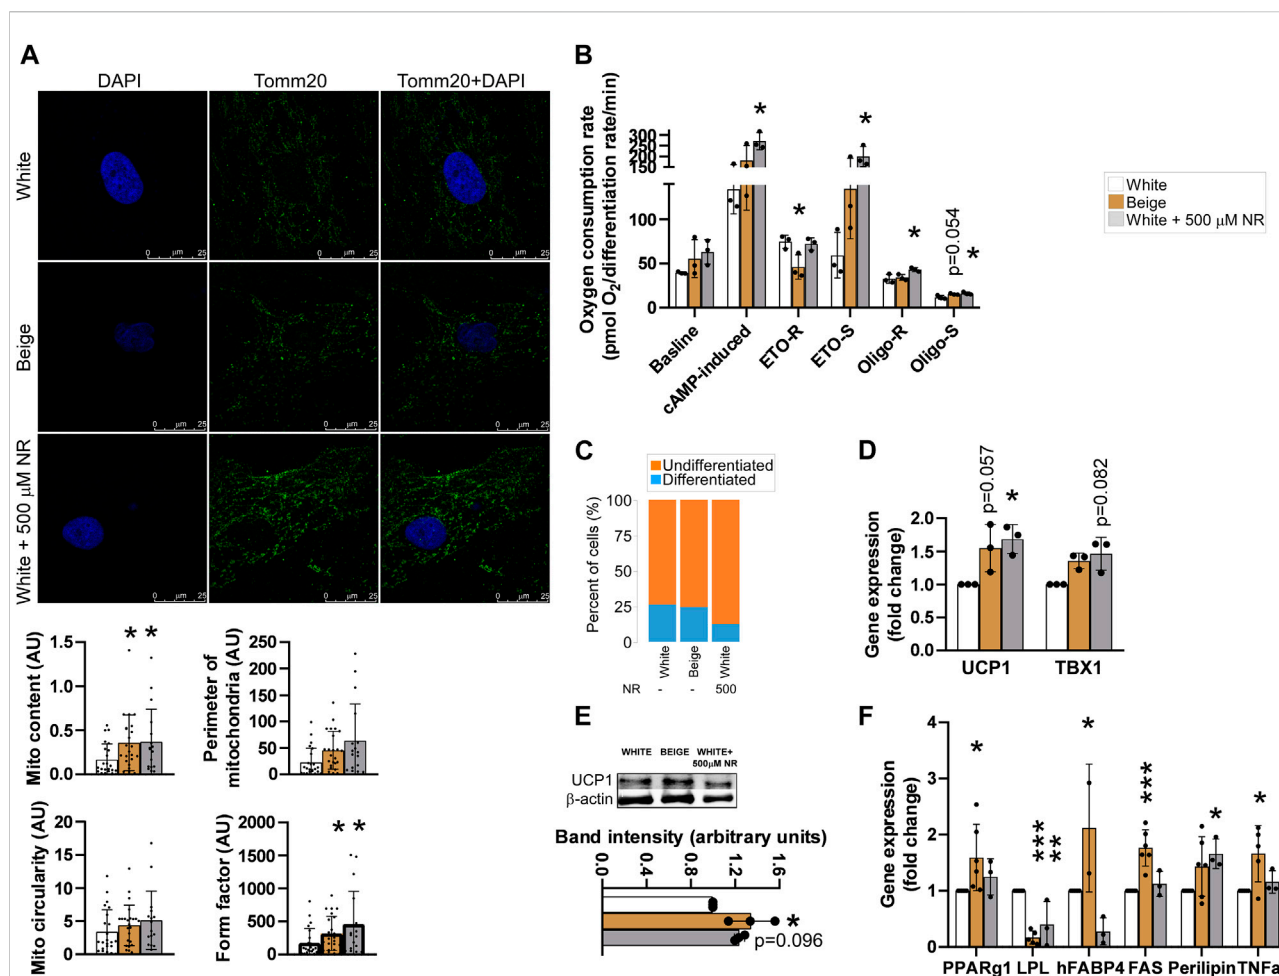 A
DAPI
Tomm20
Tomm20+DAPI
White
0 μm 25
0 μm 25
0 μm 25
Beige
0 μm 25
0 μm 25
0 μm 25
White + 500 μM NR
0 μm 25
0 μm 25
0 μm 25
Mito content (AU)
1.5
1.0
0.5
0.0
* *
Perimeter of
mitochondria (AU)
250
200
150
100
50
0
Mito circularity (AU)
20
15
10
5
0
Form factor (AU)
2000
1500
1000
500
0
* *
B
Oxygen consumption rate
(pmol O2/differentiation rate/min)
300
250
200
150
100
50
0
*
*
*
*
p=0.054
*
Basline
cAMP-induced
ETO-R
ETO-S
Oligo-R
Oligo-S
White
Beige
White + 500 μM NR
C
Undifferentiated
Differentiated
Percent of cells (%)
100
75
50
25
0
White
Beige
White
NR - - 500
D
Gene expression
(fold change)
2.0
1.5
1.0
0.5
0.0
p=0.057
*
p=0.082
UCP1
TBX1
E
WHITE BEIGE WHITE+
500μM NR
UCP1
β-actin
Band intensity (arbitrary units)
0.0
0.4
0.8
1.2
1.6
*
p=0.096
F
Gene expression
(fold change)
4
3
2
1
0
*
***
**
*
***
*
*
PPARg1 LPL hFABP4 FAS Perilipin TNFa